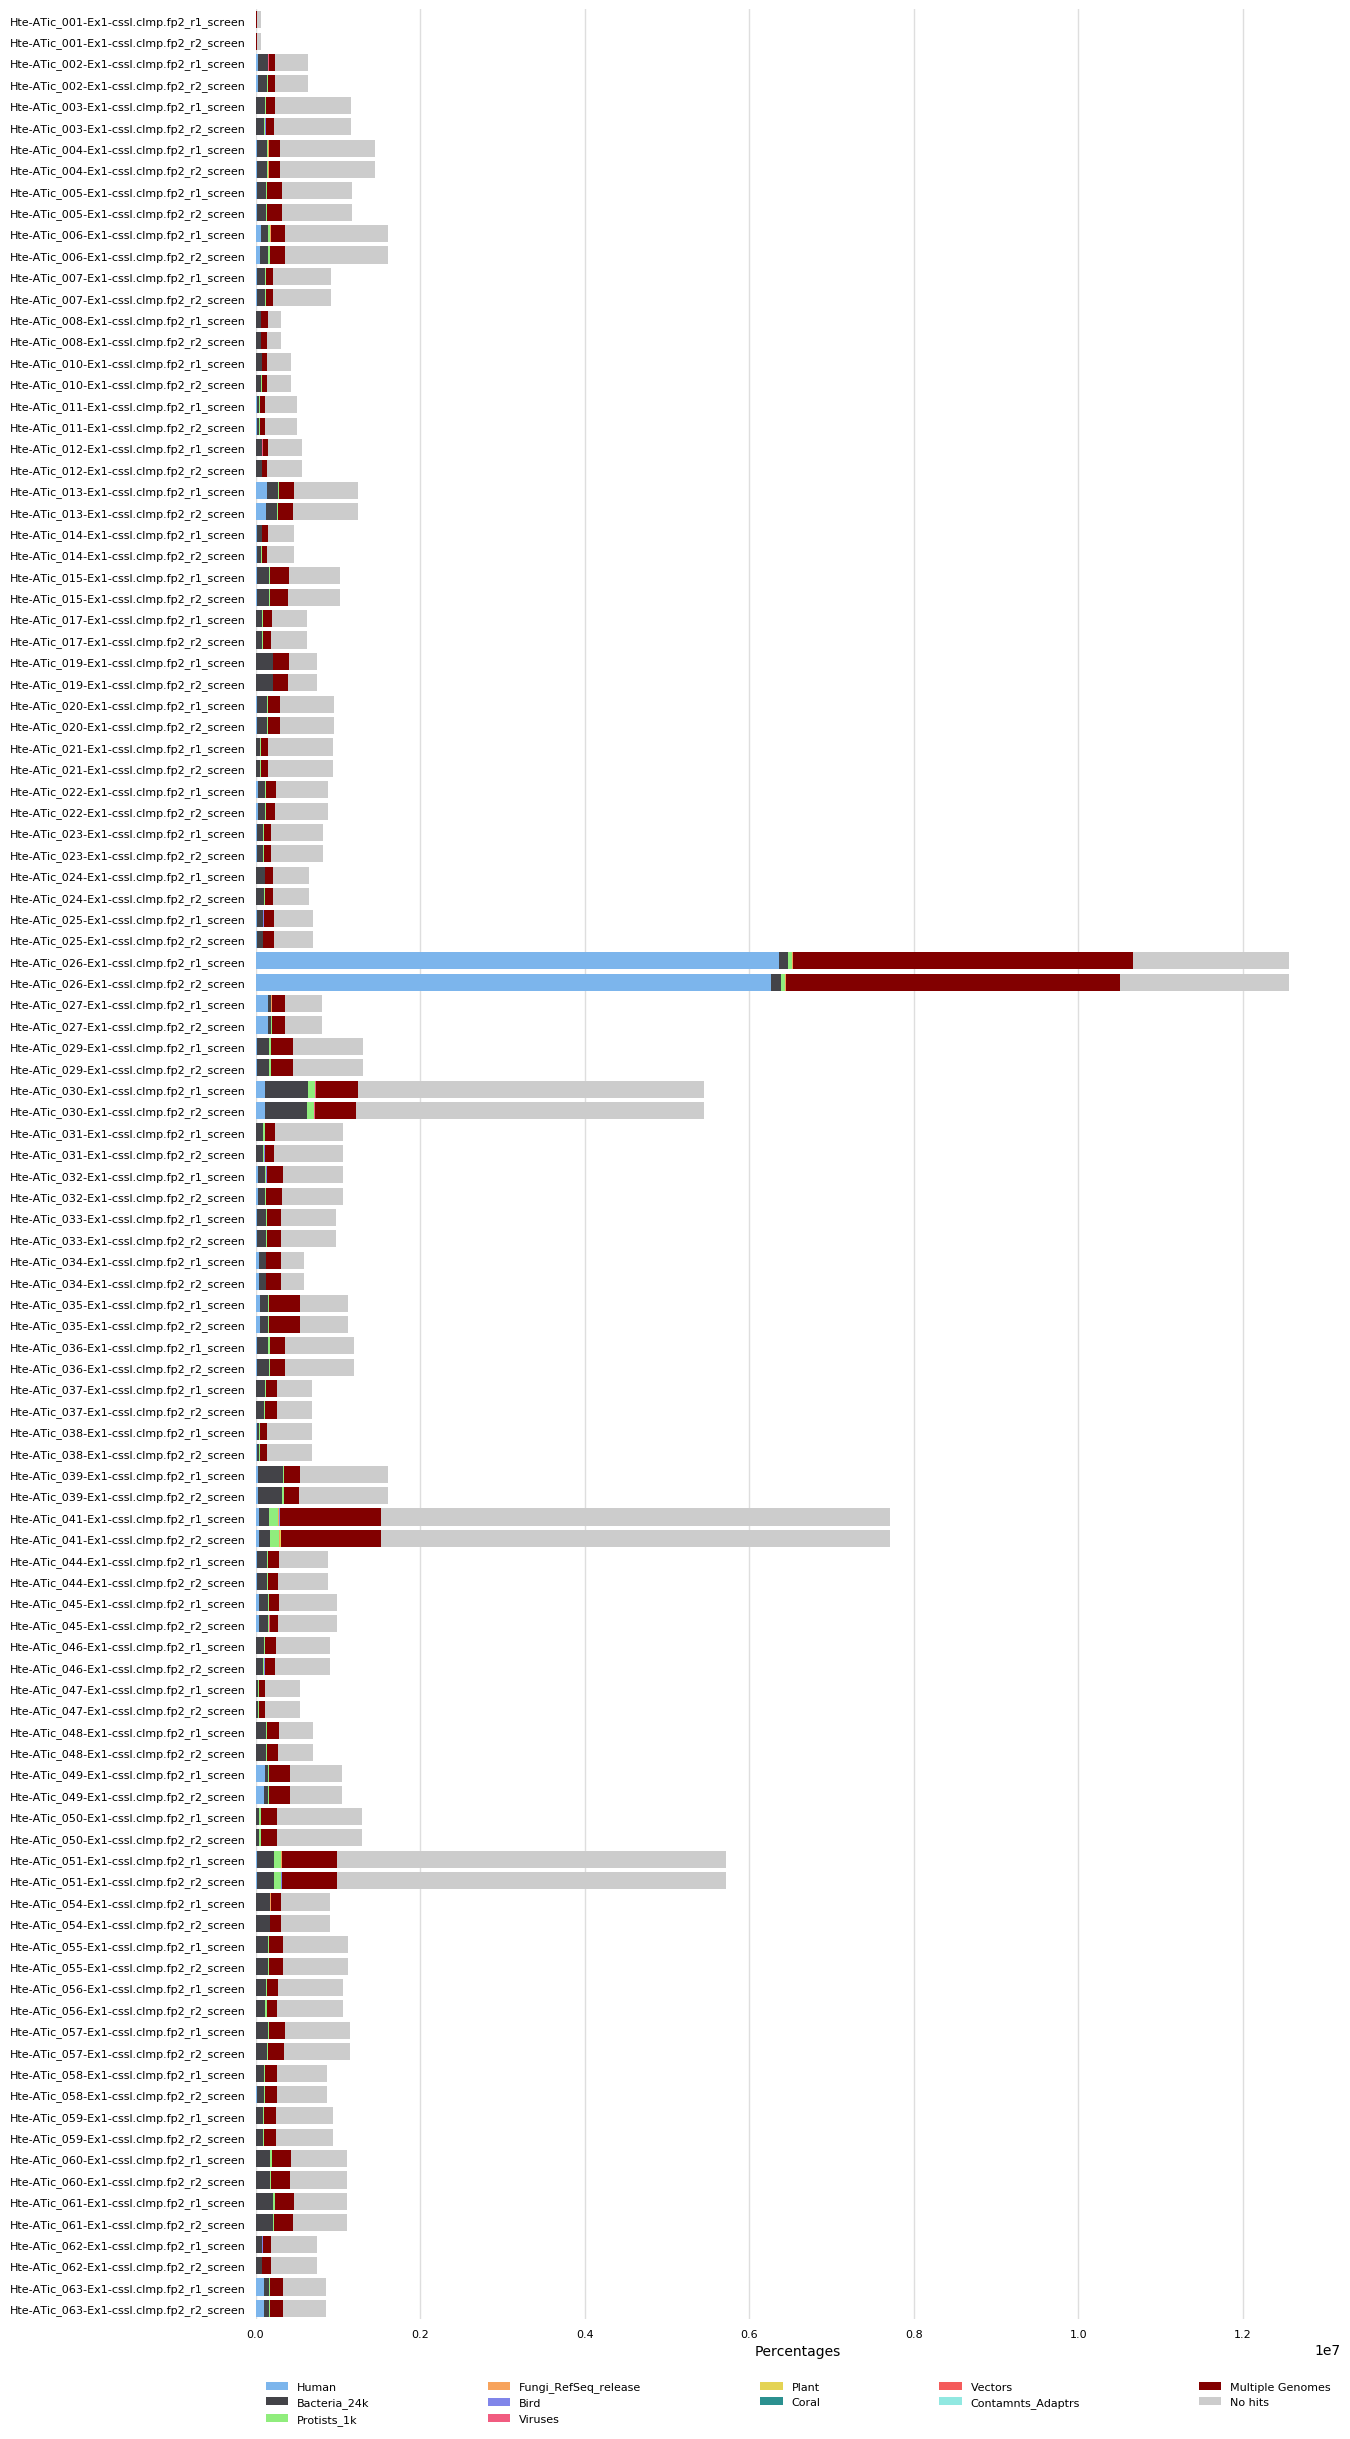 Hte-ATic_001-Ex1-cssl.clmp.fp2_r1_screen
Hte-ATic_001-Ex1-cssl.clmp.fp2_r2_screen
Hte-ATic_002-Ex1-cssl.clmp.fp2_r1_screen
Hte-ATic_002-Ex1-cssl.clmp.fp2_r2_screen
Hte-ATic_003-Ex1-cssl.clmp.fp2_r1_screen
Hte-ATic_003-Ex1-cssl.clmp.fp2_r2_screen
Hte-ATic_004-Ex1-cssl.clmp.fp2_r1_screen
Hte-ATic_004-Ex1-cssl.clmp.fp2_r2_screen
Hte-ATic_005-Ex1-cssl.clmp.fp2_r1_screen
Hte-ATic_005-Ex1-cssl.clmp.fp2_r2_screen
Hte-ATic_006-Ex1-cssl.clmp.fp2_r1_screen
Hte-ATic_006-Ex1-cssl.clmp.fp2_r2_screen
Hte-ATic_007-Ex1-cssl.clmp.fp2_r1_screen
Hte-ATic_007-Ex1-cssl.clmp.fp2_r2_screen
Hte-ATic_008-Ex1-cssl.clmp.fp2_r1_screen
Hte-ATic_008-Ex1-cssl.clmp.fp2_r2_screen
Hte-ATic_010-Ex1-cssl.clmp.fp2_r1_screen
Hte-ATic_010-Ex1-cssl.clmp.fp2_r2_screen
Hte-ATic_011-Ex1-cssl.clmp.fp2_r1_screen
Hte-ATic_011-Ex1-cssl.clmp.fp2_r2_screen
Hte-ATic_012-Ex1-cssl.clmp.fp2_r1_screen
Hte-ATic_012-Ex1-cssl.clmp.fp2_r2_screen
Hte-ATic_013-Ex1-cssl.clmp.fp2_r1_screen
Hte-ATic_013-Ex1-cssl.clmp.fp2_r2_screen
Hte-ATic_014-Ex1-cssl.clmp.fp2_r1_screen
Hte-ATic_014-Ex1-cssl.clmp.fp2_r2_screen
Hte-ATic_015-Ex1-cssl.clmp.fp2_r1_screen
Hte-ATic_015-Ex1-cssl.clmp.fp2_r2_screen
Hte-ATic_017-Ex1-cssl.clmp.fp2_r1_screen
Hte-ATic_017-Ex1-cssl.clmp.fp2_r2_screen
Hte-ATic_019-Ex1-cssl.clmp.fp2_r1_screen
Hte-ATic_019-Ex1-cssl.clmp.fp2_r2_screen
Hte-ATic_020-Ex1-cssl.clmp.fp2_r1_screen
Hte-ATic_020-Ex1-cssl.clmp.fp2_r2_screen
Hte-ATic_021-Ex1-cssl.clmp.fp2_r1_screen
Hte-ATic_021-Ex1-cssl.clmp.fp2_r2_screen
Hte-ATic_022-Ex1-cssl.clmp.fp2_r1_screen
Hte-ATic_022-Ex1-cssl.clmp.fp2_r2_screen
Hte-ATic_023-Ex1-cssl.clmp.fp2_r1_screen
Hte-ATic_023-Ex1-cssl.clmp.fp2_r2_screen
Hte-ATic_024-Ex1-cssl.clmp.fp2_r1_screen
Hte-ATic_024-Ex1-cssl.clmp.fp2_r2_screen
Hte-ATic_025-Ex1-cssl.clmp.fp2_r1_screen
Hte-ATic_025-Ex1-cssl.clmp.fp2_r2_screen
Hte-ATic_026-Ex1-cssl.clmp.fp2_r1_screen
Hte-ATic_026-Ex1-cssl.clmp.fp2_r2_screen
Hte-ATic_027-Ex1-cssl.clmp.fp2_r1_screen
Hte-ATic_027-Ex1-cssl.clmp.fp2_r2_screen
Hte-ATic_029-Ex1-cssl.clmp.fp2_r1_screen
Hte-ATic_029-Ex1-cssl.clmp.fp2_r2_screen
Hte-ATic_030-Ex1-cssl.clmp.fp2_r1_screen
Hte-ATic_030-Ex1-cssl.clmp.fp2_r2_screen
Hte-ATic_031-Ex1-cssl.clmp.fp2_r1_screen
Hte-ATic_031-Ex1-cssl.clmp.fp2_r2_screen
Hte-ATic_032-Ex1-cssl.clmp.fp2_r1_screen
Hte-ATic_032-Ex1-cssl.clmp.fp2_r2_screen
Hte-ATic_033-Ex1-cssl.clmp.fp2_r1_screen
Hte-ATic_033-Ex1-cssl.clmp.fp2_r2_screen
Hte-ATic_034-Ex1-cssl.clmp.fp2_r1_screen
Hte-ATic_034-Ex1-cssl.clmp.fp2_r2_screen
Hte-ATic_035-Ex1-cssl.clmp.fp2_r1_screen
Hte-ATic_035-Ex1-cssl.clmp.fp2_r2_screen
Hte-ATic_036-Ex1-cssl.clmp.fp2_r1_screen
Hte-ATic_036-Ex1-cssl.clmp.fp2_r2_screen
Hte-ATic_037-Ex1-cssl.clmp.fp2_r1_screen
Hte-ATic_037-Ex1-cssl.clmp.fp2_r2_screen
Hte-ATic_038-Ex1-cssl.clmp.fp2_r1_screen
Hte-ATic_038-Ex1-cssl.clmp.fp2_r2_screen
Hte-ATic_039-Ex1-cssl.clmp.fp2_r1_screen
Hte-ATic_039-Ex1-cssl.clmp.fp2_r2_screen
Hte-ATic_041-Ex1-cssl.clmp.fp2_r1_screen
Hte-ATic_041-Ex1-cssl.clmp.fp2_r2_screen
Hte-ATic_044-Ex1-cssl.clmp.fp2_r1_screen
Hte-ATic_044-Ex1-cssl.clmp.fp2_r2_screen
Hte-ATic_045-Ex1-cssl.clmp.fp2_r1_screen
Hte-ATic_045-Ex1-cssl.clmp.fp2_r2_screen
Hte-ATic_046-Ex1-cssl.clmp.fp2_r1_screen
Hte-ATic_046-Ex1-cssl.clmp.fp2_r2_screen
Hte-ATic_047-Ex1-cssl.clmp.fp2_r1_screen
Hte-ATic_047-Ex1-cssl.clmp.fp2_r2_screen
Hte-ATic_048-Ex1-cssl.clmp.fp2_r1_screen
Hte-ATic_048-Ex1-cssl.clmp.fp2_r2_screen
Hte-ATic_049-Ex1-cssl.clmp.fp2_r1_screen
Hte-ATic_049-Ex1-cssl.clmp.fp2_r2_screen
Hte-ATic_050-Ex1-cssl.clmp.fp2_r1_screen
Hte-ATic_050-Ex1-cssl.clmp.fp2_r2_screen
Hte-ATic_051-Ex1-cssl.clmp.fp2_r1_screen
Hte-ATic_051-Ex1-cssl.clmp.fp2_r2_screen
Hte-ATic_054-Ex1-cssl.clmp.fp2_r1_screen
Hte-ATic_054-Ex1-cssl.clmp.fp2_r2_screen
Hte-ATic_055-Ex1-cssl.clmp.fp2_r1_screen
Hte-ATic_055-Ex1-cssl.clmp.fp2_r2_screen
Hte-ATic_056-Ex1-cssl.clmp.fp2_r1_screen
Hte-ATic_056-Ex1-cssl.clmp.fp2_r2_screen
Hte-ATic_057-Ex1-cssl.clmp.fp2_r1_screen
Hte-ATic_057-Ex1-cssl.clmp.fp2_r2_screen
Hte-ATic_058-Ex1-cssl.clmp.fp2_r1_screen
Hte-ATic_058-Ex1-cssl.clmp.fp2_r2_screen
Hte-ATic_059-Ex1-cssl.clmp.fp2_r1_screen
Hte-ATic_059-Ex1-cssl.clmp.fp2_r2_screen
Hte-ATic_060-Ex1-cssl.clmp.fp2_r1_screen
Hte-ATic_060-Ex1-cssl.clmp.fp2_r2_screen
Hte-ATic_061-Ex1-cssl.clmp.fp2_r1_screen
Hte-ATic_061-Ex1-cssl.clmp.fp2_r2_screen
Hte-ATic_062-Ex1-cssl.clmp.fp2_r1_screen
Hte-ATic_062-Ex1-cssl.clmp.fp2_r2_screen
Hte-ATic_063-Ex1-cssl.clmp.fp2_r1_screen
Hte-ATic_063-Ex1-cssl.clmp.fp2_r2_screen
0.0 0.2 0.4 0.6 0.8 1.0 1.2
Percentages 1e7
Human Fungi_RefSeq_release Plant Vectors Multiple Genomes
Bacteria_24k Bird Coral Contamnts_Adaptrs No hits
Protists_1k Viruses